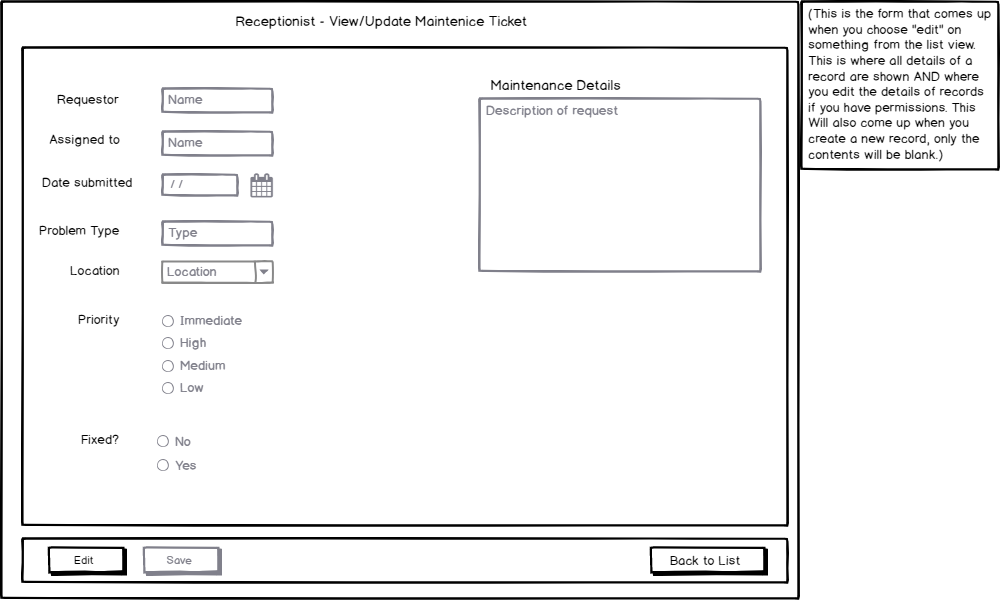 Receptionist - View/Update Maintenice Ticket
Requestor
Name
Assigned to
Name
Date submitted
/ /
Problem Type
Type
Location
Location
Priority
Immediate
High
Medium
Low
Fixed?
No
Yes
Maintenance Details
Description of request
Edit
Save
Back to List
(This is the form that comes up
when you choose "edit" on
something from the list view.
This is where all details of a
record are shown AND where
you edit the details of records
if you have permissions. This
Will also come up when you
create a new record, only the
contents will be blank.)